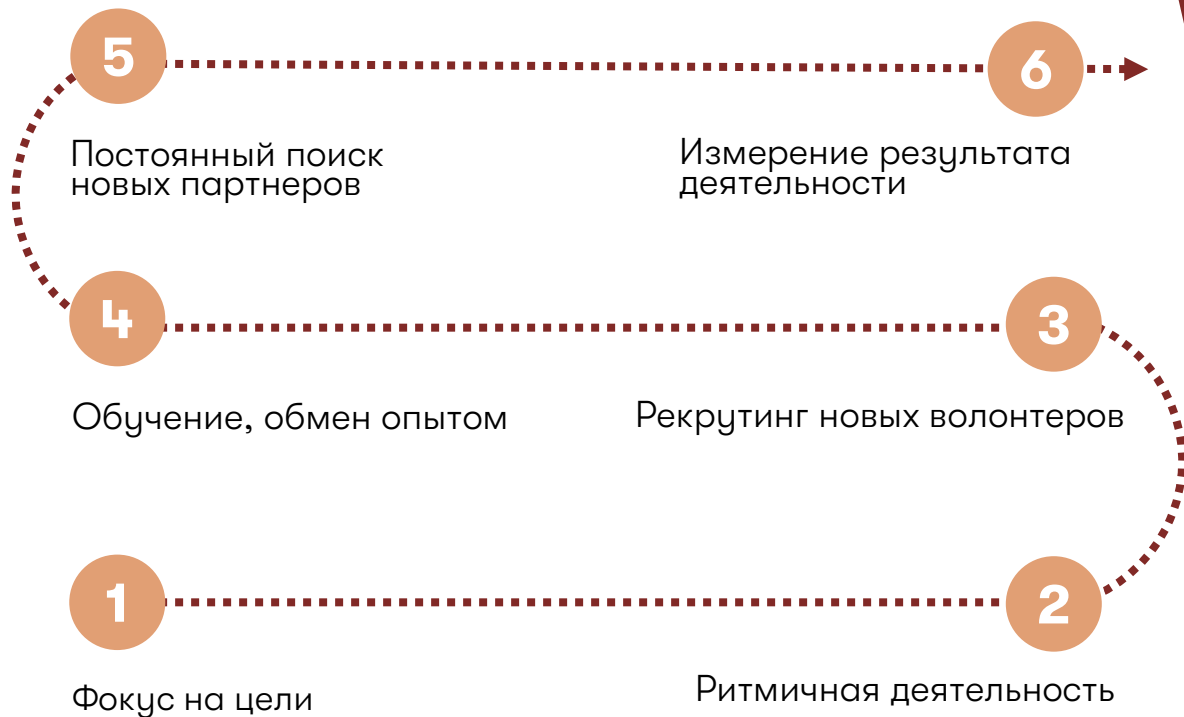 5
6
Постоянный поиск
новых партнеров
Измерение результата
деятельности
4
3
Обучение, обмен опытом
Рекрутинг новых волонтеров
1
2
Фокус на цели
Ритмичная деятельность